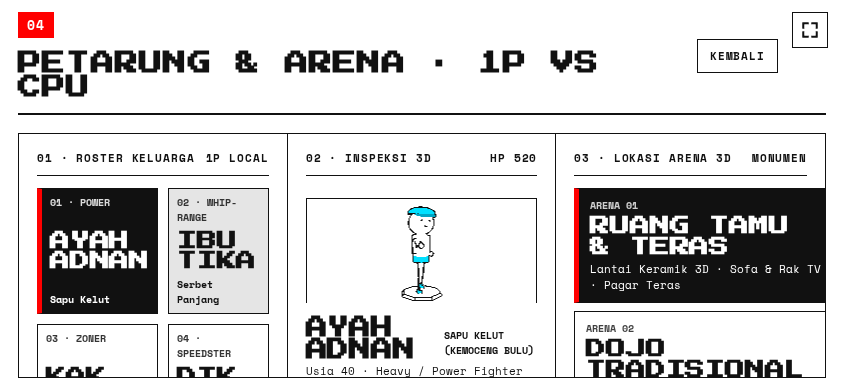 04
PETARUNG & ARENA · 1P VS
CPU
KEMBALI
01 · ROSTER KELUARGA 1P LOCAL
01 · POWER
AYAH
ADNAN
Sapu Kelut
02 · WHIP-
RANGE
IBU
TIKA
Serbet
Panjang
03 · ZONER
KAK
04 ·
SPEEDSTER
DIK
02 · INSPEKSI 3D HP 520
AYAH
ADNAN
SAPU KELUT
(KEMOCENG BULU)
Usia 40 · Heavy / Power Fighter
03 · LOKASI ARENA 3D MONUMEN
ARENA 01
RUANG TAMU
& TERAS
Lantai Keramik 3D · Sofa & Rak TV
· Pagar Teras
ARENA 02
DOJO
TRADISIONAL